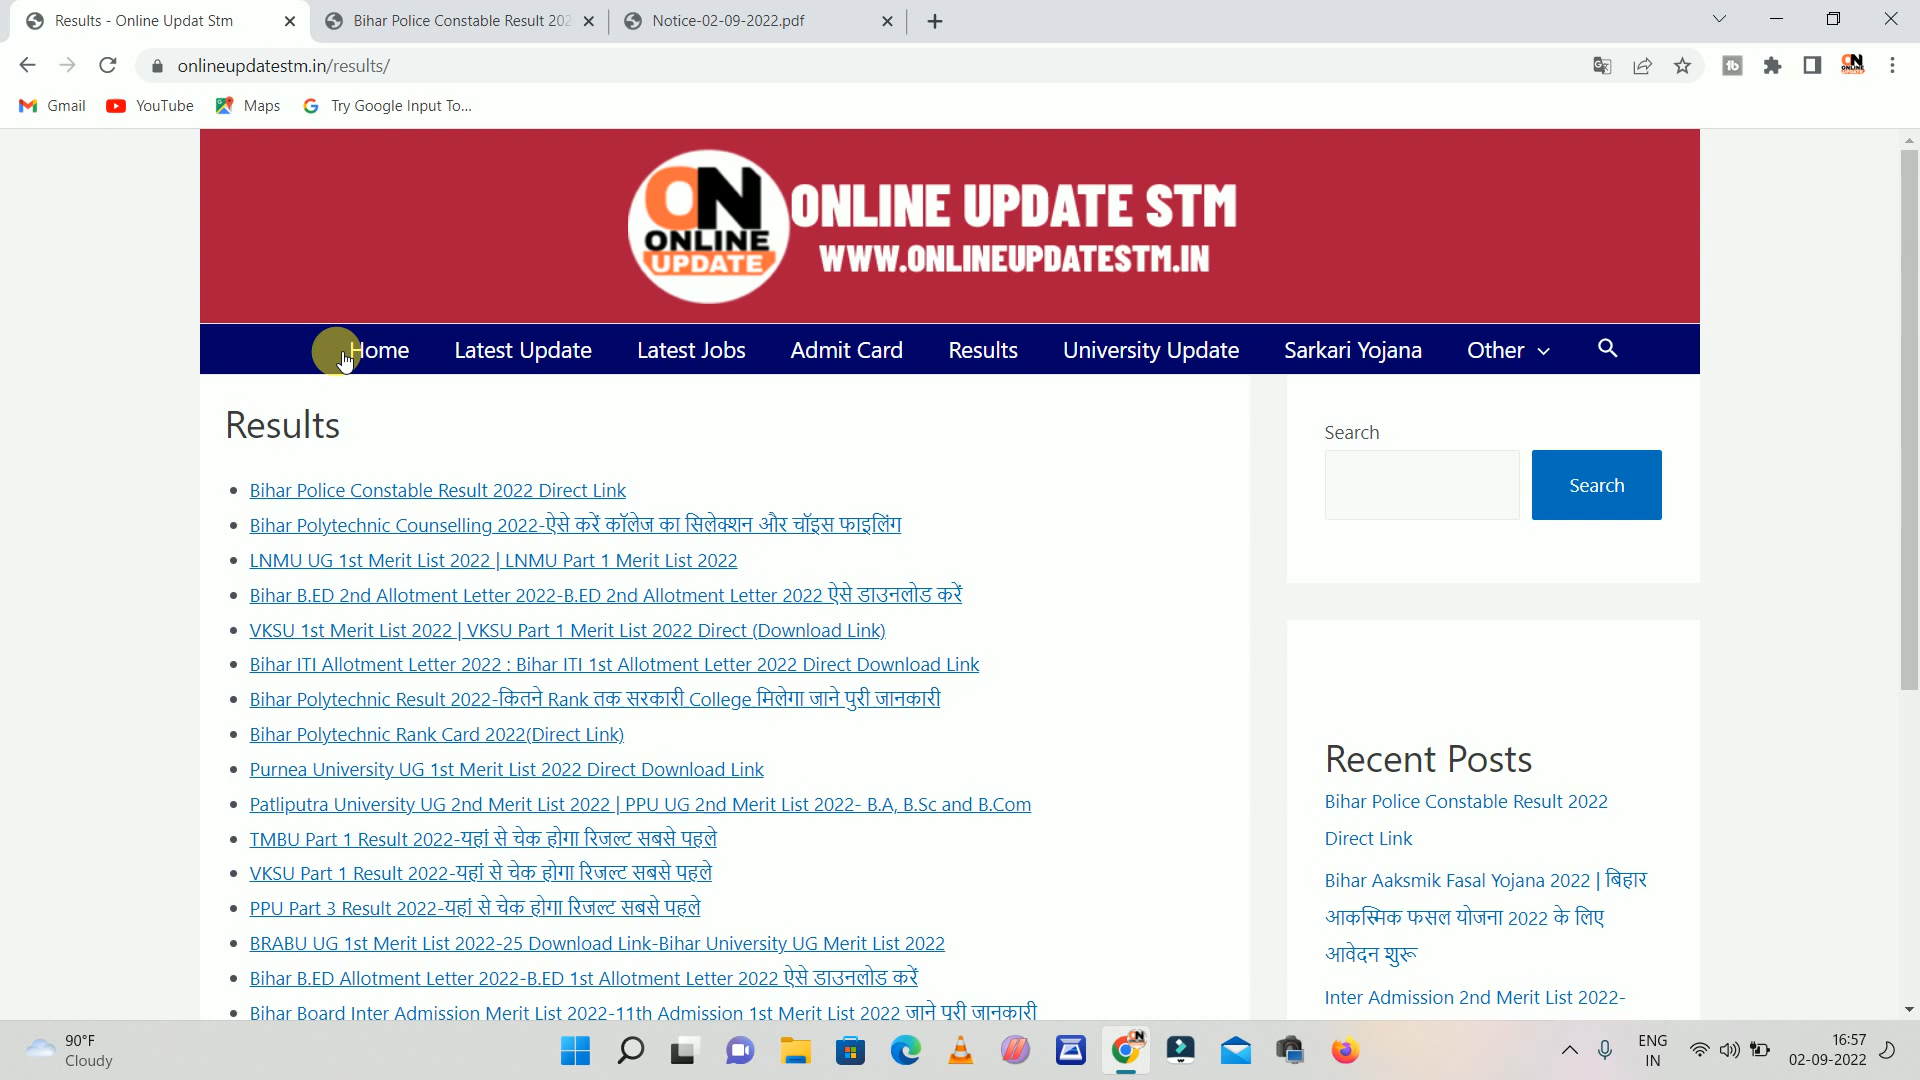 Results - Online Updat Stm
Bihar Police Constable Result 202
Notice-02-09-2022.pdf
onlineupdatestm.in/results/
Gmail
YouTube
Maps
Try Google Input To...
ON
ONLINE
UPDATE
ONLINE UPDATE STM
WWW.ONLINEUPDATESTM.IN
Home
Latest Update
Latest Jobs
Admit Card
Results
University Update
Sarkari Yojana
Other
Results
Bihar Police Constable Result 2022 Direct Link
Bihar Polytechnic Counselling 2022-ऐसे करें कॉलेज का सिलेक्शन और चॉइस फाइलिंग
LNMU UG 1st Merit List 2022 | LNMU Part 1 Merit List 2022
Bihar B.ED 2nd Allotment Letter 2022-B.ED 2nd Allotment Letter 2022 ऐसे डाउनलोड करें
VKSU 1st Merit List 2022 | VKSU Part 1 Merit List 2022 Direct (Download Link)
Bihar ITI Allotment Letter 2022 : Bihar ITI 1st Allotment Letter 2022 Direct Download Link
Bihar Polytechnic Result 2022-कितने Rank तक सरकारी College मिलेगा जाने पुरी जानकारी
Bihar Polytechnic Rank Card 2022(Direct Link)
Purnea University UG 1st Merit List 2022 Direct Download Link
Patliputra University UG 2nd Merit List 2022 | PPU UG 2nd Merit List 2022- B.A, B.Sc and B.Com
TMBU Part 1 Result 2022-यहां से चेक होगा रिजल्ट सबसे पहले
VKSU Part 1 Result 2022-यहां से चेक होगा रिजल्ट सबसे पहले
PPU Part 3 Result 2022-यहां से चेक होगा रिजल्ट सबसे पहले
BRABU UG 1st Merit List 2022-25 Download Link-Bihar University UG Merit List 2022
Bihar B.ED Allotment Letter 2022-B.ED 1st Allotment Letter 2022 ऐसे डाउनलोड करें
Bihar Board Inter Admission Merit List 2022-11th Admission 1st Merit List 2022 जाने पुरी जानकारी
Search
Search
Recent Posts
Bihar Police Constable Result 2022
Direct Link
Bihar Aaksmik Fasal Yojana 2022 | बिहार
आकस्मिक फसल योजना 2022 के लिए
आवेदन शुरू
Inter Admission 2nd Merit List 2022-
90°F
Cloudy
ENG
IN
16:57
02-09-2022